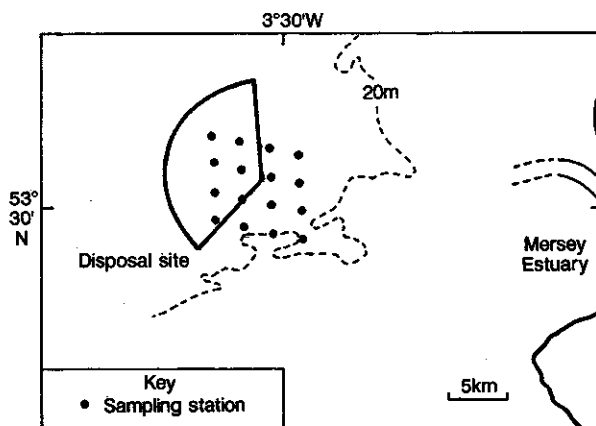 3°30'W
20m
53°
30'
N
Disposal site
Mersey
Estuary
Key
Sampling station
5km